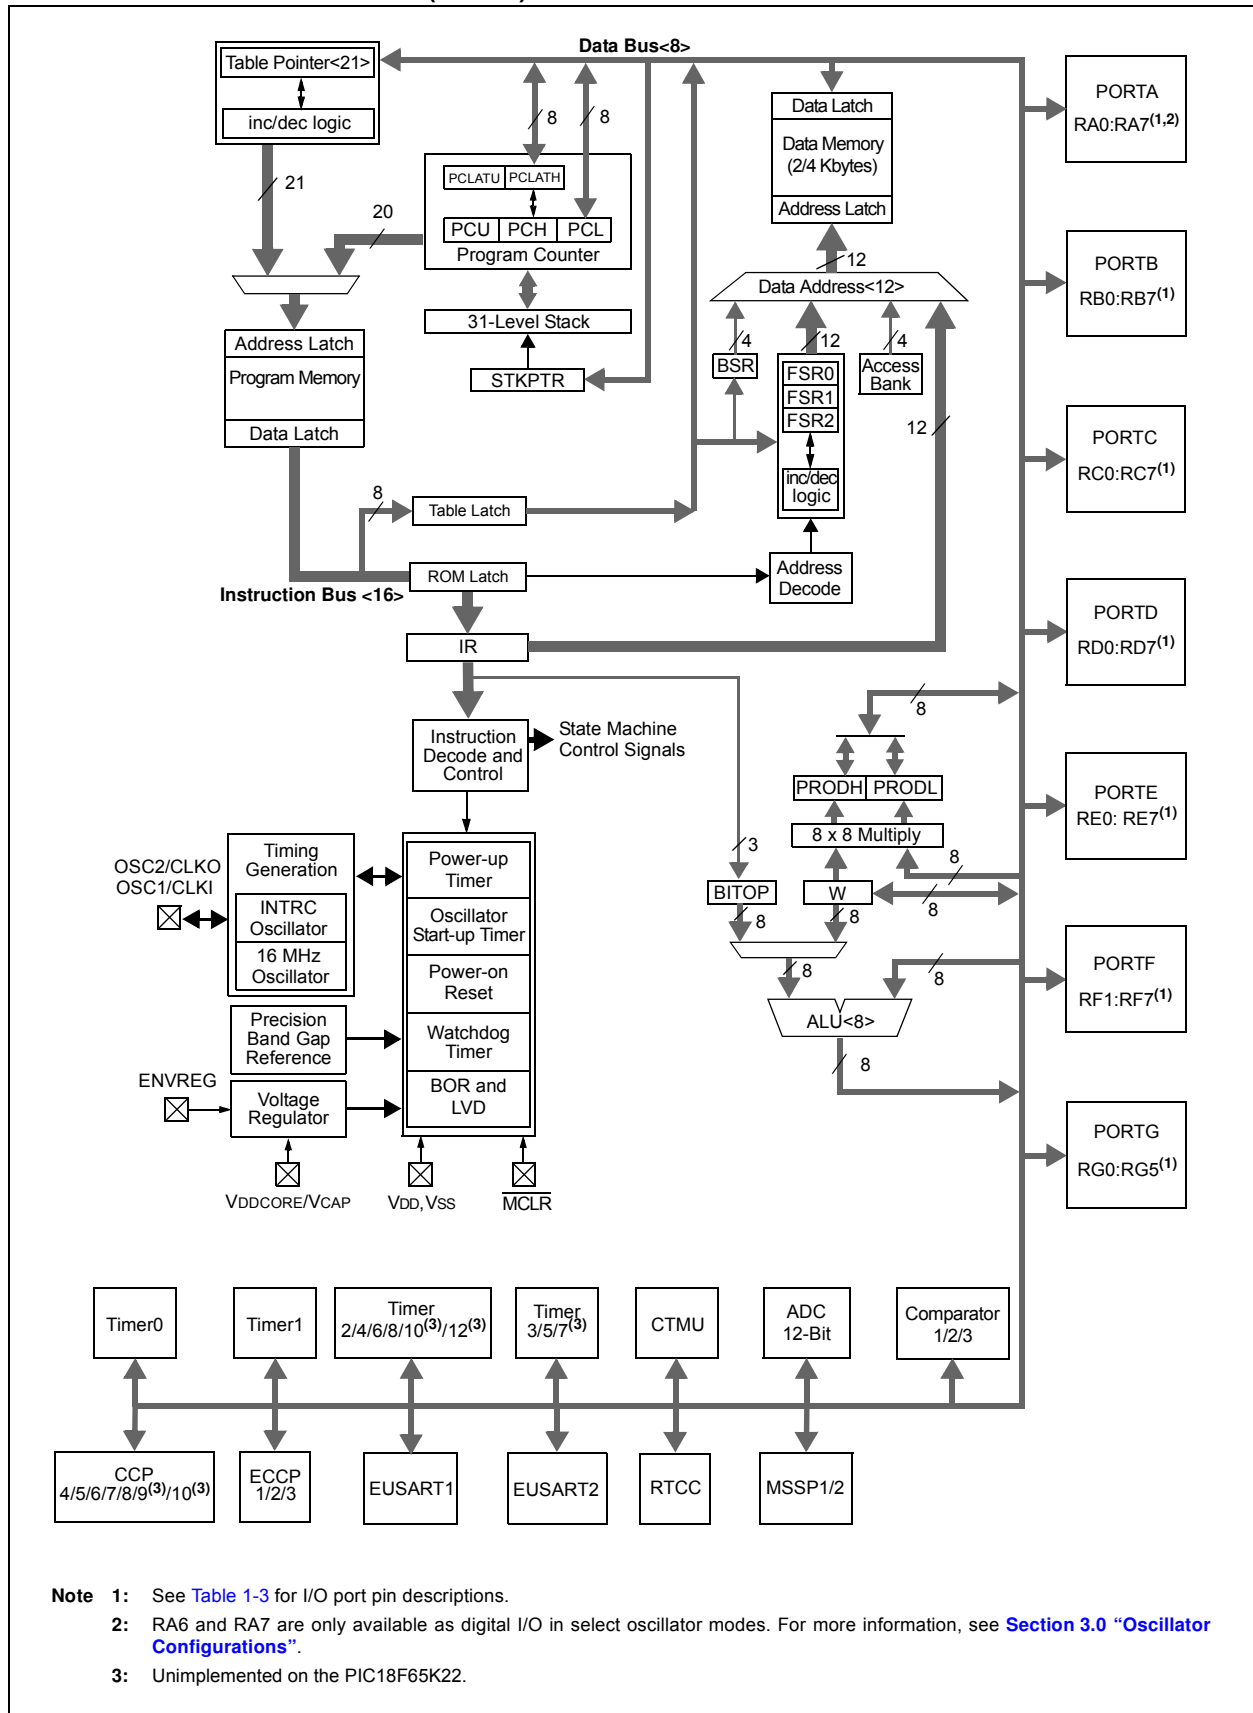 Data Bus<8>
Table Pointer<21>
inc/dec logic
21
8
8
PCLATU PCLATH
PCU PCH PCL
Program Counter
20
31-Level Stack
STKPTR
Data Latch
Data Memory
(2/4 Kbytes)
Address Latch
12
Data Address<12>
4
12
4
BSR
FSR0
FSR1
FSR2
inc/dec
logic
Access
Bank
12
Address Latch
Program Memory
Data Latch
8
Table Latch
ROM Latch
Instruction Bus <16>
Address
Decode
IR
Instruction
Decode and
Control
State Machine
Control Signals
8
PRODH PRODL
8 x 8 Multiply
3
8
BITOP
W
8
8
8
8
8
ALU<8>
8
OSC2/CLKO
OSC1/CLKI
Timing
Generation
INTRC
Oscillator
16 MHz
Oscillator
Power-up
Timer
Oscillator
Start-up Timer
Power-on
Reset
Watchdog
Timer
BOR and
LVD
Precision
Band Gap
Reference
ENVREG
Voltage
Regulator
VDDCORE/VCAP
VDD, VSS
MCLR
PORTA
RA0:RA7(1,2)
PORTB
RB0:RB7(1)
PORTC
RC0:RC7(1)
PORTD
RD0:RD7(1)
PORTE
RE0: RE7(1)
PORTF
RF1:RF7(1)
PORTG
RG0:RG5(1)
Timer0
Timer1
Timer
2/4/6/8/10(3)/12(3)
Timer
3/5/7(3)
CTMU
ADC
12-Bit
Comparator
1/2/3
CCP
4/5/6/7/8/9(3)/10(3)
ECCP
1/2/3
EUSART1
EUSART2
RTCC
MSSP1/2
Note 1: See Table 1-3 for I/O port pin descriptions.
2: RA6 and RA7 are only available as digital I/O in select oscillator modes. For more information, see Section 3.0 “Oscillator
Configurations”.
3: Unimplemented on the PIC18F65K22.